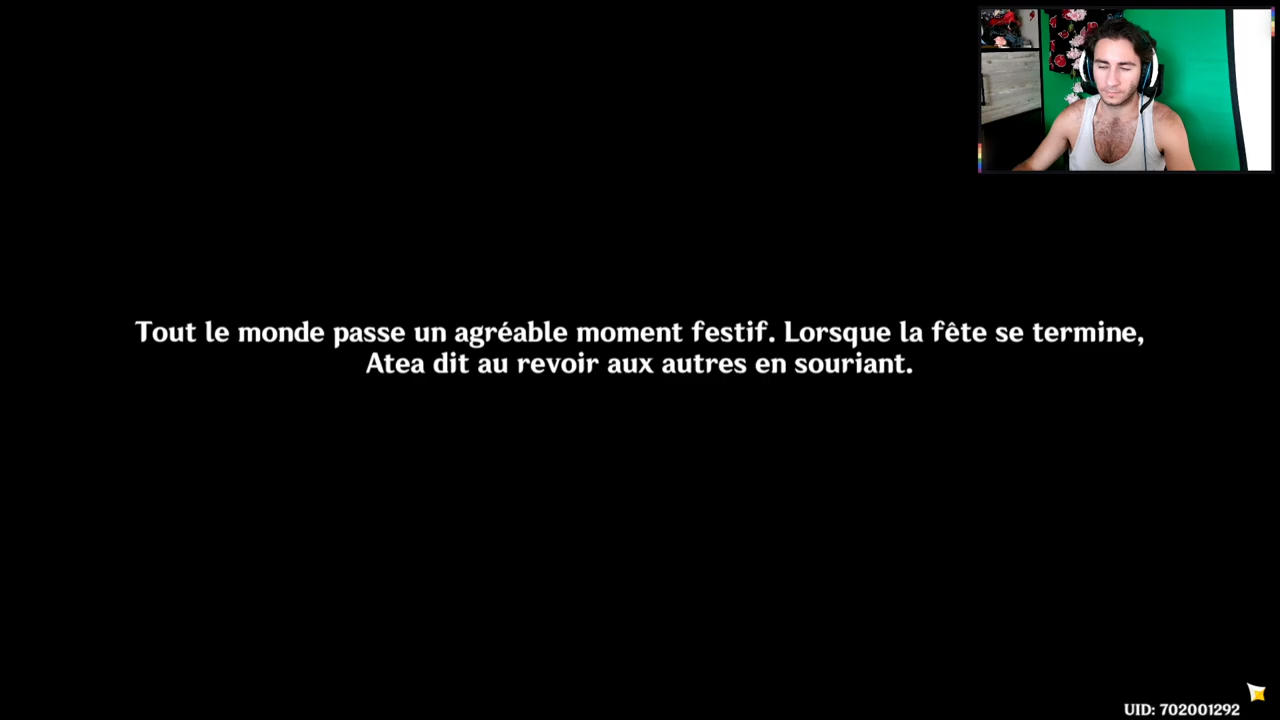 Tout le monde passe un agréable moment festif. Lorsque la fête se termine,
Atea dit au revoir aux autres en souriant.
UID: 702001292